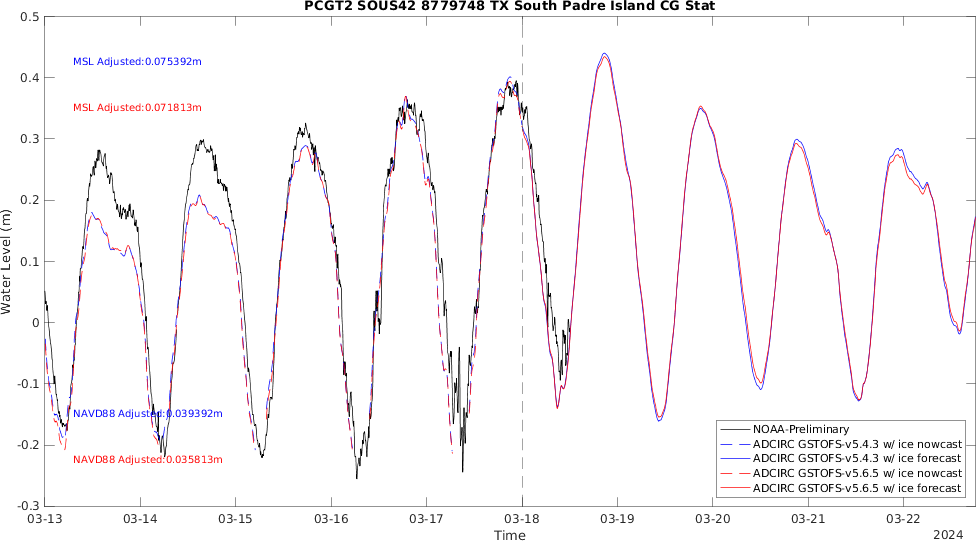 PCGT2 SOUS42 8779748 TX South Padre Island CG Stat
0.5
0.4
0.3
0.2
0.1
0
-0.1
-0.2
-0.3
Water Level (m)
MSL Adjusted:0.075392m
MSL Adjusted:0.071813m
NAVD88 Adjusted:0.039392m
NAVD88 Adjusted:0.035813m
NOAA-Preliminary
ADCIRC GSTOFS-v5.4.3 w/ ice nowcast
ADCIRC GSTOFS-v5.4.3 w/ ice forecast
ADCIRC GSTOFS-v5.6.5 w/ ice nowcast
ADCIRC GSTOFS-v5.6.5 w/ ice forecast
03-13 03-14 03-15 03-16 03-17 03-18 03-19 03-20 03-21 03-22
Time
2024